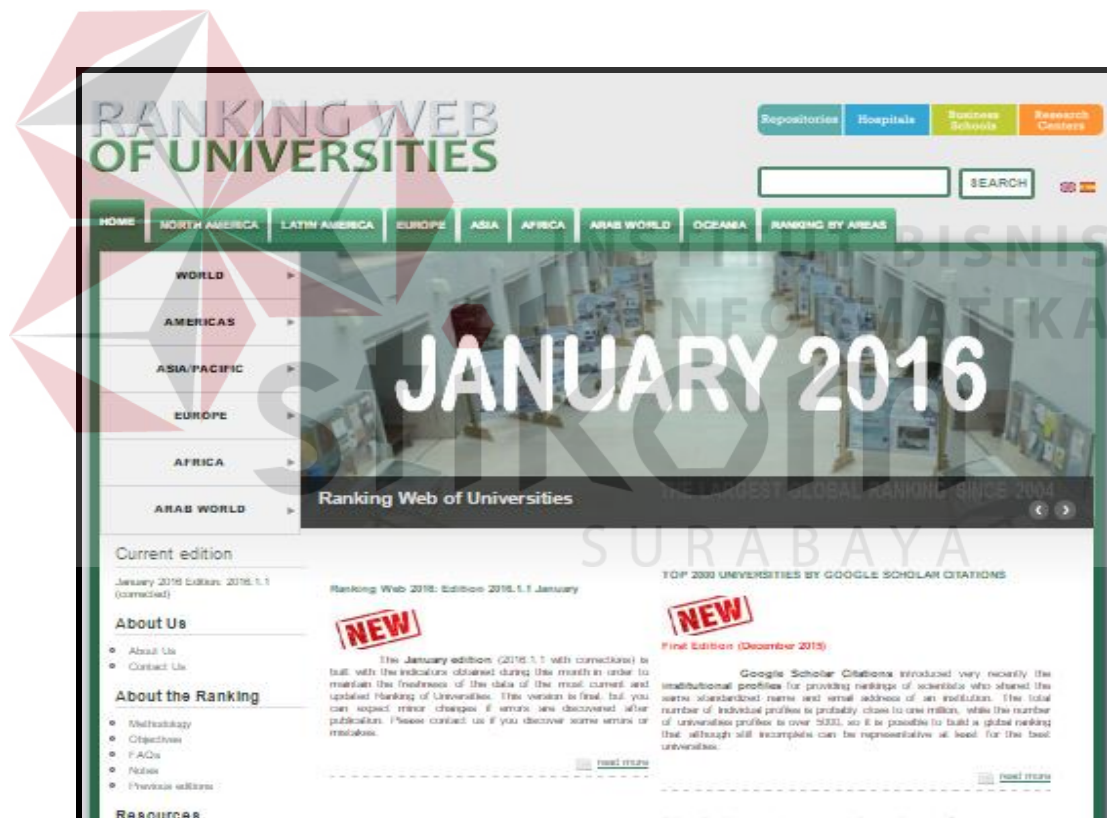 RANKING WEB
OF UNIVERSITIES
Repositories Hospitals Business Schools Research Centers
SEARCH
HOME NORTH AMERICA LATIN AMERICA EUROPE ASIA AFRICA ARAB WORLD OCEANIA RANKING BY AREAS
INSTITUT BISNIS
INFORMATIKA
stikom
SURABAYA
WORLD
AMERICAS
ASIA/PACIFIC
EUROPE
AFRICA
ARAB WORLD
JANUARY 2016
THE LARGEST GLOBAL RANKING SINCE 2004
Ranking Web of Universities
Current edition
January 2016 Edition: 2016.1.1
(corrected)
About Us
About Us
Contact Us
About the Ranking
Methodology
Objectives
FAQs
Notes
Previous editions
Resources
Ranking Web 2016: Edition 2016.1.1 January
NEW
The January edition (2016.1.1 with corrections) is
built with the indicators obtained during this month in order to
maintain the freshness of the data of the most current and
updated Ranking of Universities. This version is final, but you
can expect minor changes if errors are discovered after
publication. Please contact us if you discover some errors or
mistakes.
read more
TOP 2000 UNIVERSITIES BY GOOGLE SCHOLAR CITATIONS
NEW
First Edition (December 2015)
Google Scholar Citations introduced very recently the
institutional profiles for providing rankings of scientists who shared the
same standardized name and email address of an institution. The total
number of individual profiles is probably close to one million, while the number
of universities profiles is over 5000, so it is possible to build a global ranking
that although still incomplete can be representative at least for the best
universities.
read more